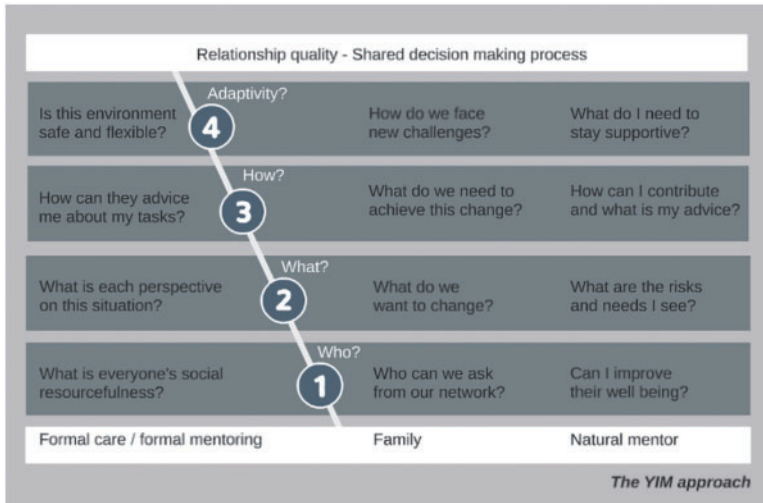 Relationship quality - Shared decision making process
Adaptivity?
Is this environment
safe and flexible?
4
How do we face
new challenges?
What do I need to
stay supportive?
How?
How can they advice
me about my tasks?
3
What do we need to
achieve this change?
How can I contribute
and what is my advice?
What?
What is each perspective
on this situation?
2
What do we
want to change?
What are the risks
and needs I see?
Who?
What is everyone's social
resourcefulness?
1
Who can we ask
from our network?
Can I improve
their well being?
Formal care / formal mentoring
Family
Natural mentor
The YIM approach